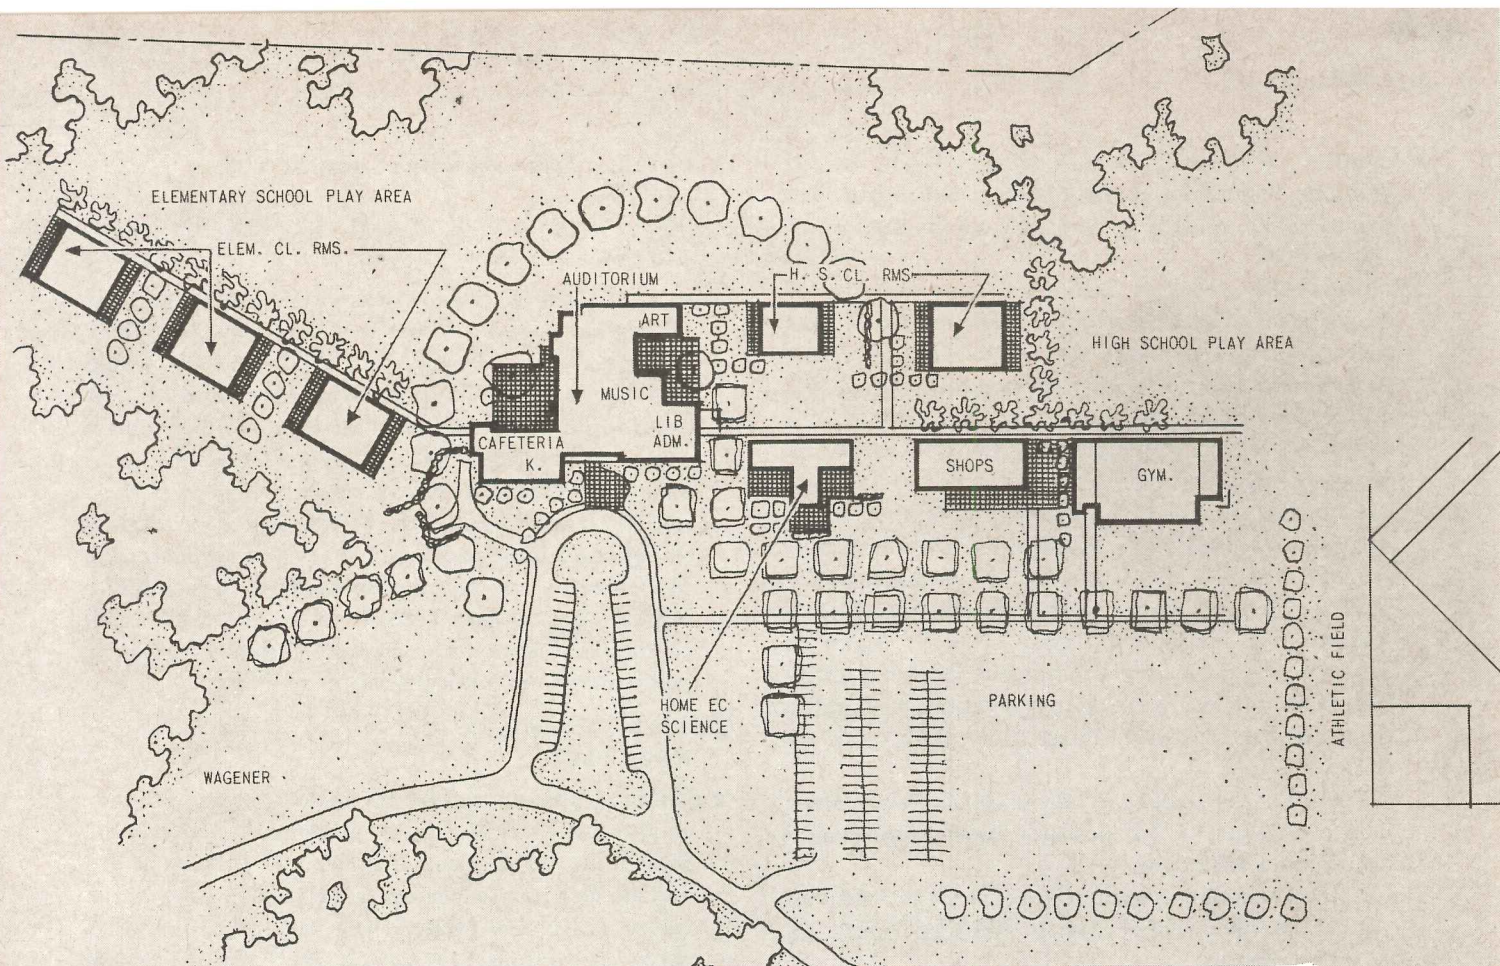 ELEMENTARY SCHOOL PLAY AREA
ELEM. CL. RMS.
AUDITORIUM
H. S. CL. RMS
ART
HIGH SCHOOL PLAY AREA
MUSIC
LIB
ADM.
CAFETERIA
K.
SHOPS
GYM.
HOME EC
SCIENCE
PARKING
ATHLETIC FIELD
WAGENER